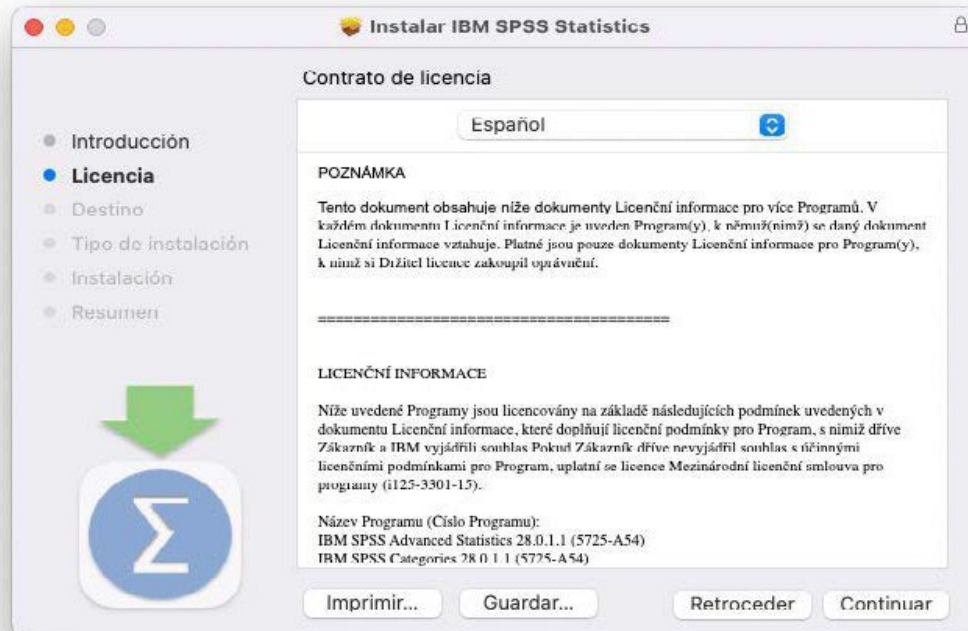 Instalar IBM SPSS Statistics
Contrato de licencia
Introducción
Licencia
Destino
Tipo de instalación
Instalación
Resumen
Español
POZNÁMKA
Tento dokument obsahuje níže dokumenty Licenční informace pro více Programů. V
každém dokumentu Licenční informace je uveden Program(y), k němuž(nimž) se daný dokument
Licenční informace vztahuje. Platné jsou pouze dokumenty Licenční informace pro Program(y),
k nimž si Držitel licence zakoupil oprávnění.
========================================
LICENČNÍ INFORMACE
Níže uvedené Programy jsou licencovány na základě následujících podmínek uvedených v
dokumentu Licenční informace, které doplňují licenční podmínky pro Program, s nimiž dříve
Zákazník a IBM vyjádřili souhlas Pokud Zákazník dříve nevyjádřil souhlas s účinnými
licenčními podmínkami pro Program, uplatní se licence Mezinárodní licenční smlouva pro
programy (i125-3301-15).
Název Programu (Číslo Programu):
IBM SPSS Advanced Statistics 28.0.1.1 (5725-A54)
IBM SPSS Categories 28.0.1.1 (5725-A54)
Σ
Imprimir... Guardar... Retroceder Continuar